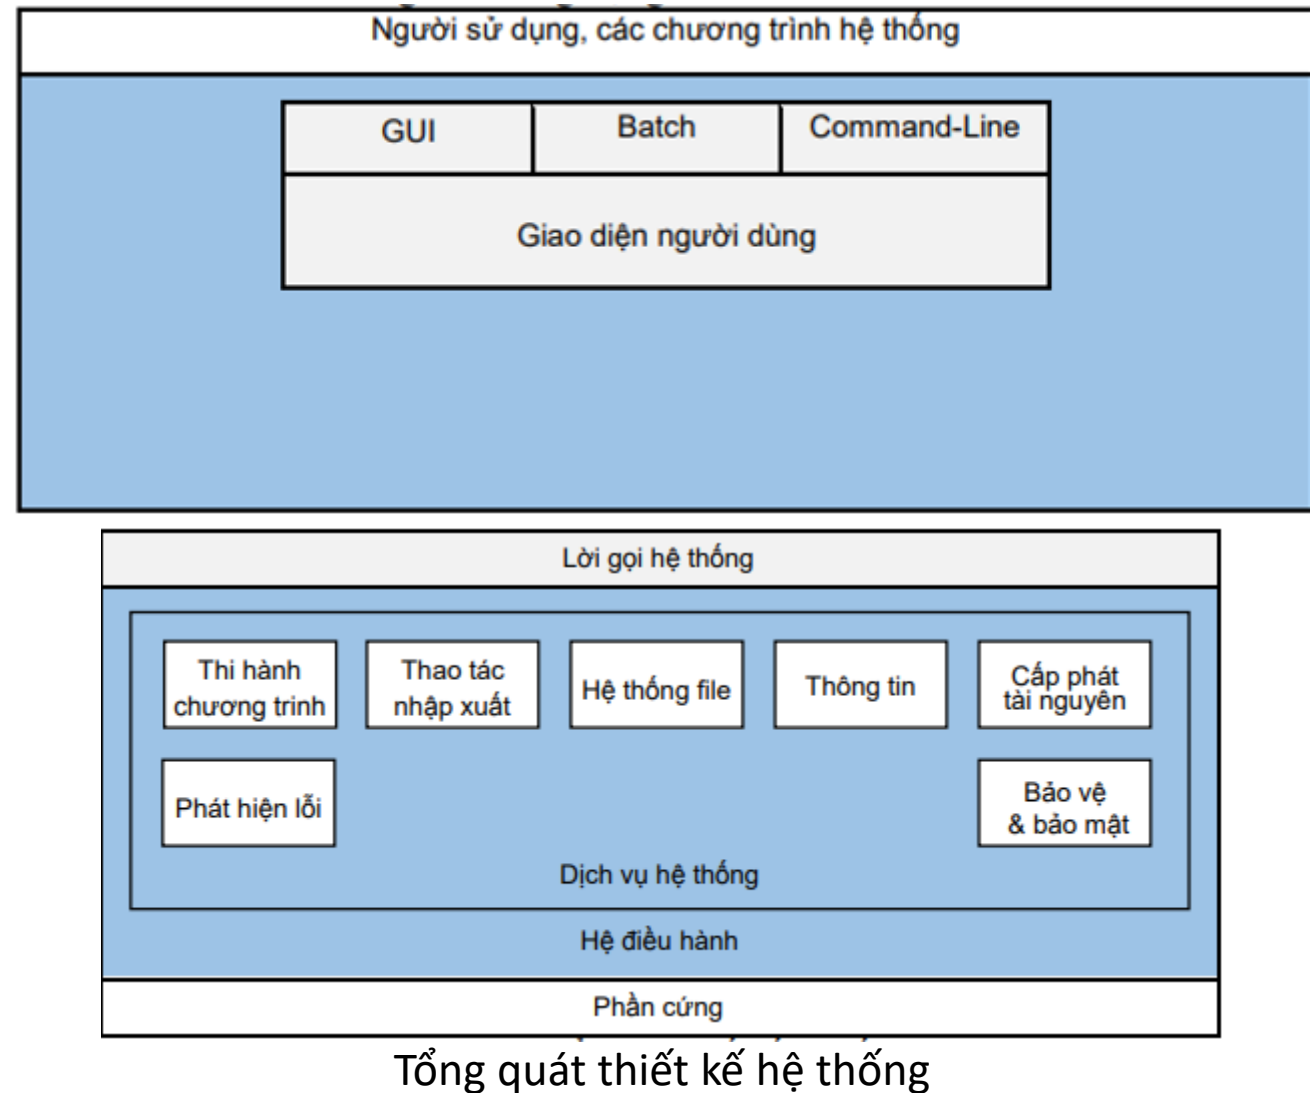 Người sử dụng, các chương trình hệ thống
GUI
Batch
Command-Line
Giao diện người dùng
Lời gọi hệ thống
Thi hành
chương trinh
Thao tác
nhập xuất
Hệ thống file
Thông tin
Cấp phát
tài nguyên
Phát hiện lỗi
Bảo vệ
& bảo mật
Dịch vụ hệ thống
Hệ điều hành
Phần cứng
Tổng quát thiết kế hệ thống